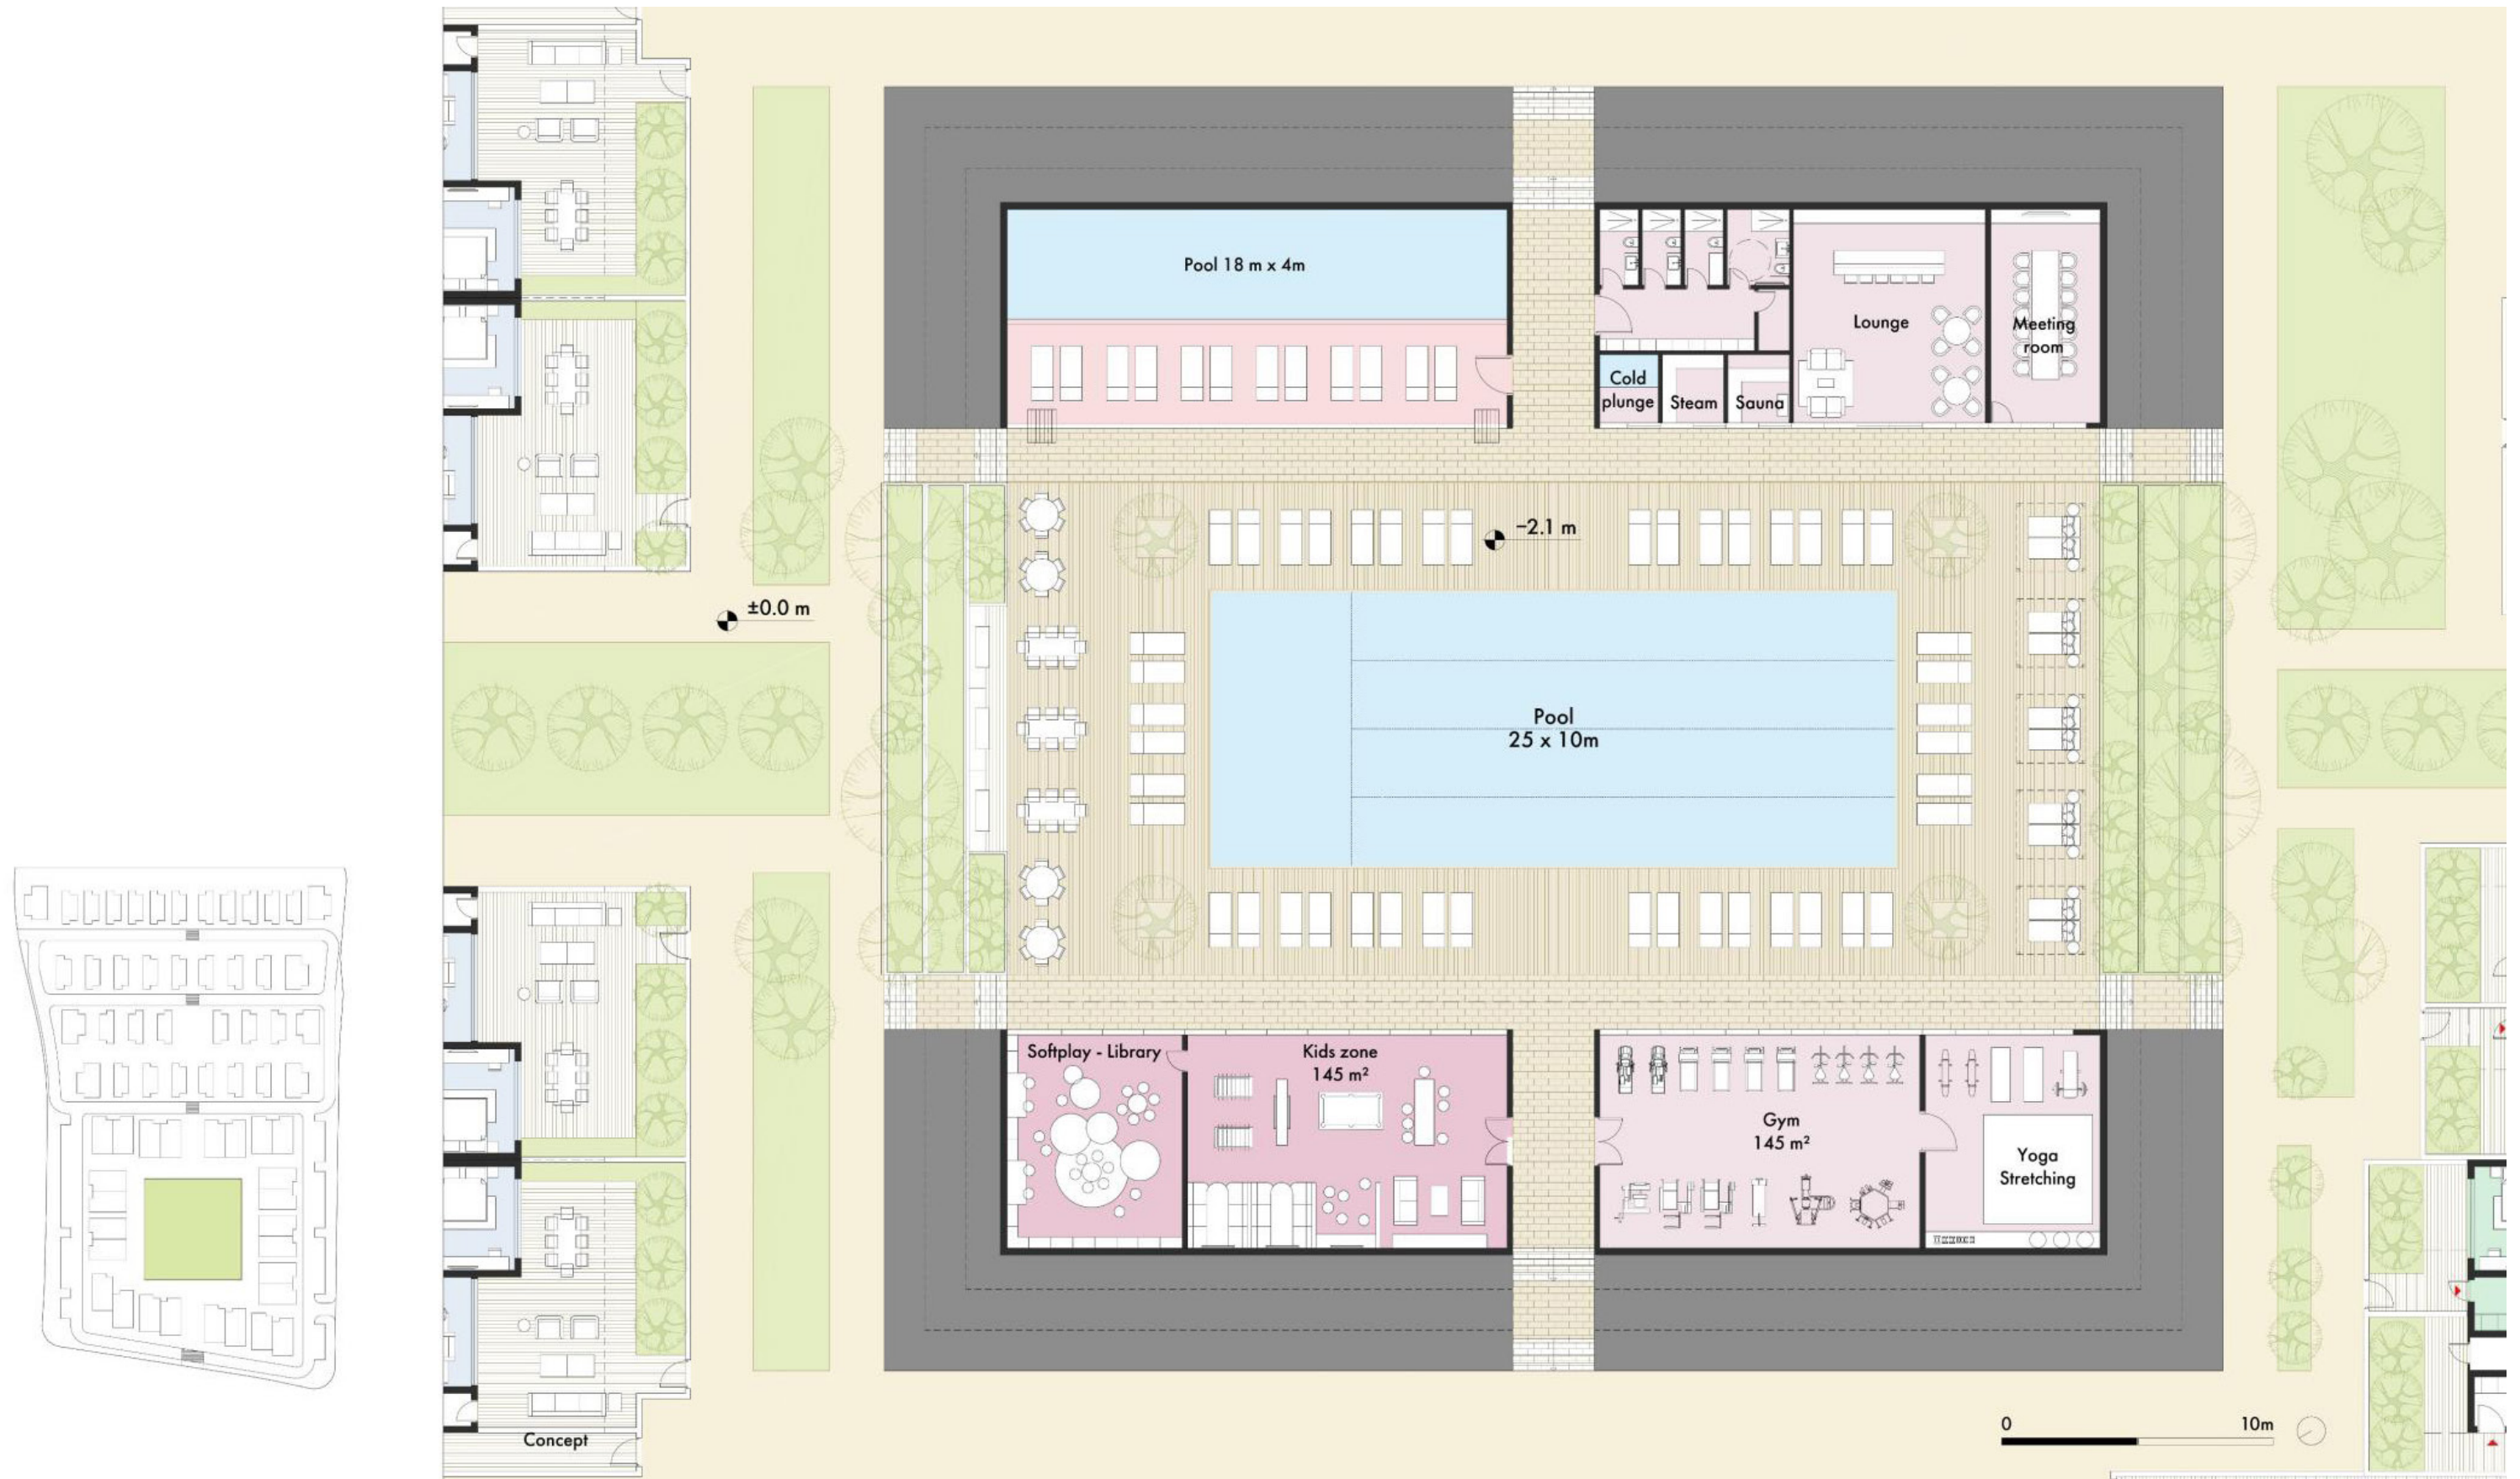 Pool 18 m x 4m
Lounge
Meeting
room
Cold
plunge
Steam
Sauna
−2.1 m
±0.0 m
Pool
25 x 10m
Softplay - Library
Kids zone
145 m²
Gym
145 m²
Yoga
Stretching
0
10m
Concept